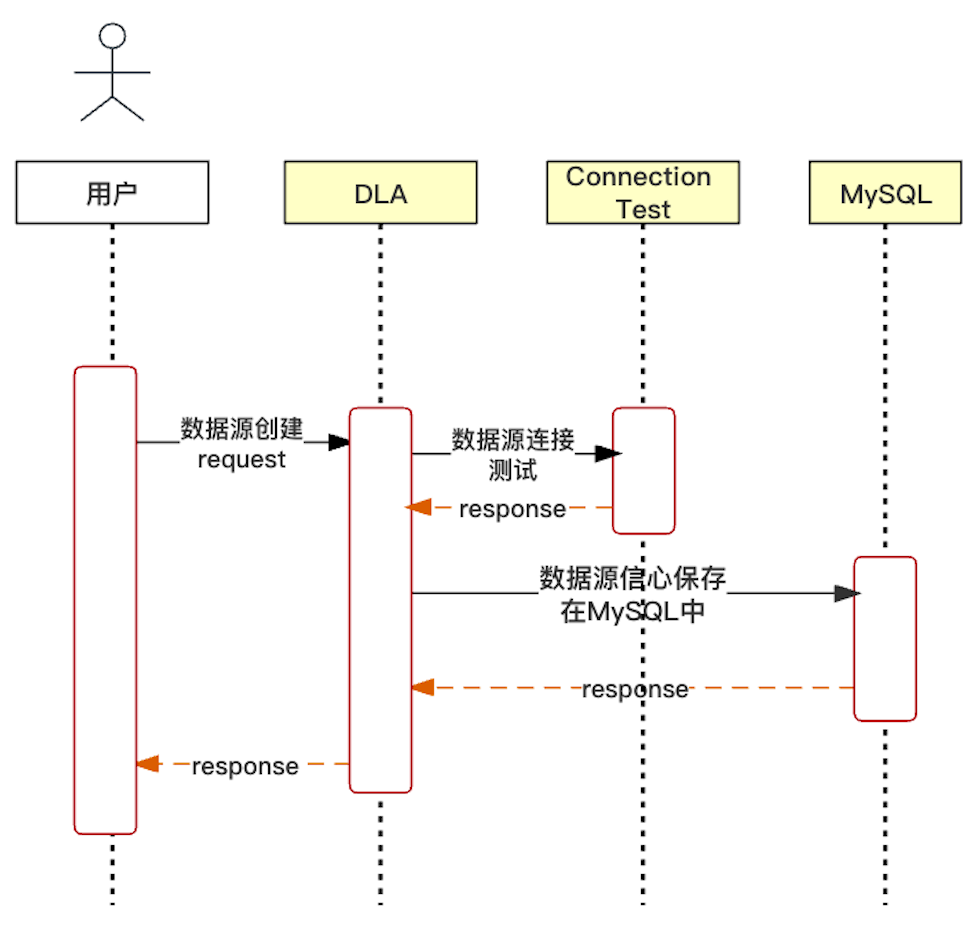 用户
DLA
Connection
Test
MySQL
数据源创建
request
数据源连接
测试
response
数据源信心保存
在MySQL中
response
response